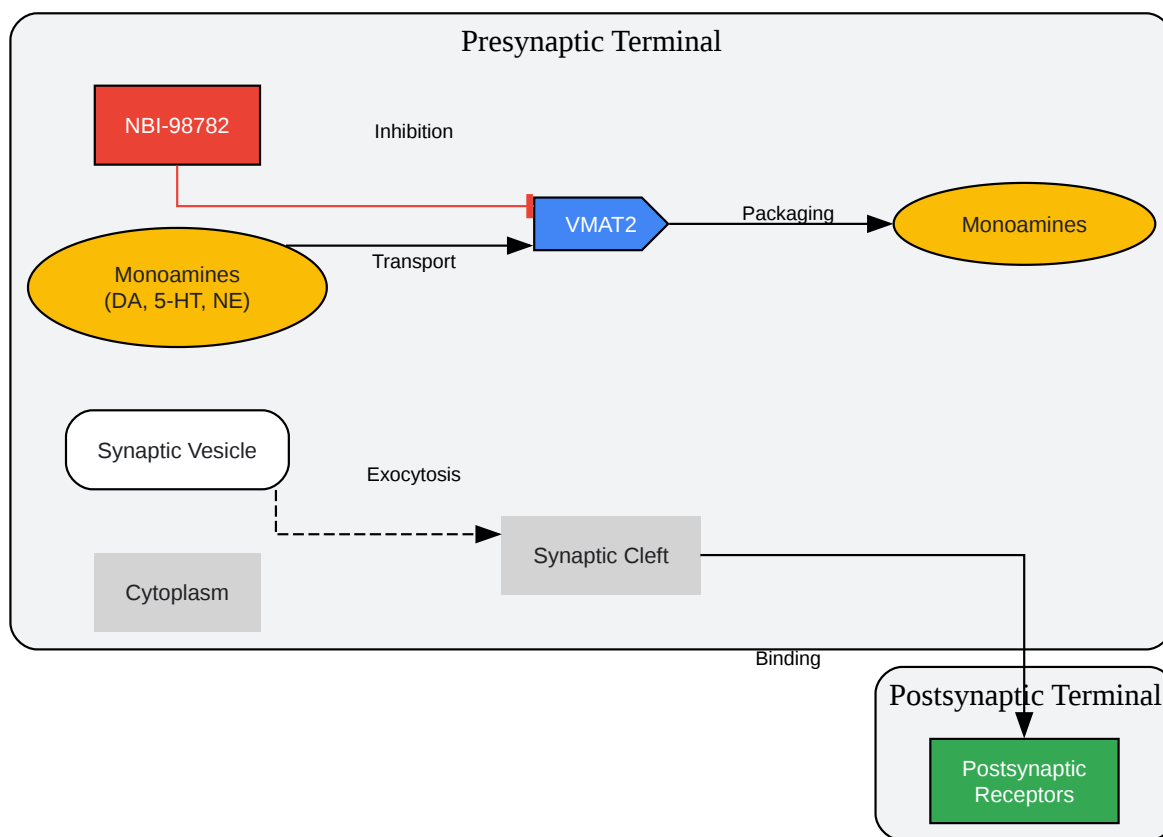 Presynaptic Terminal
NBI-98782
Inhibition
VMAT2
Packaging
Monoamines
Transport
Monoamines
(DA, 5-HT, NE)
Synaptic Vesicle
Exocytosis
Synaptic Cleft
Cytoplasm
Binding
Postsynaptic Terminal
Postsynaptic
Receptors